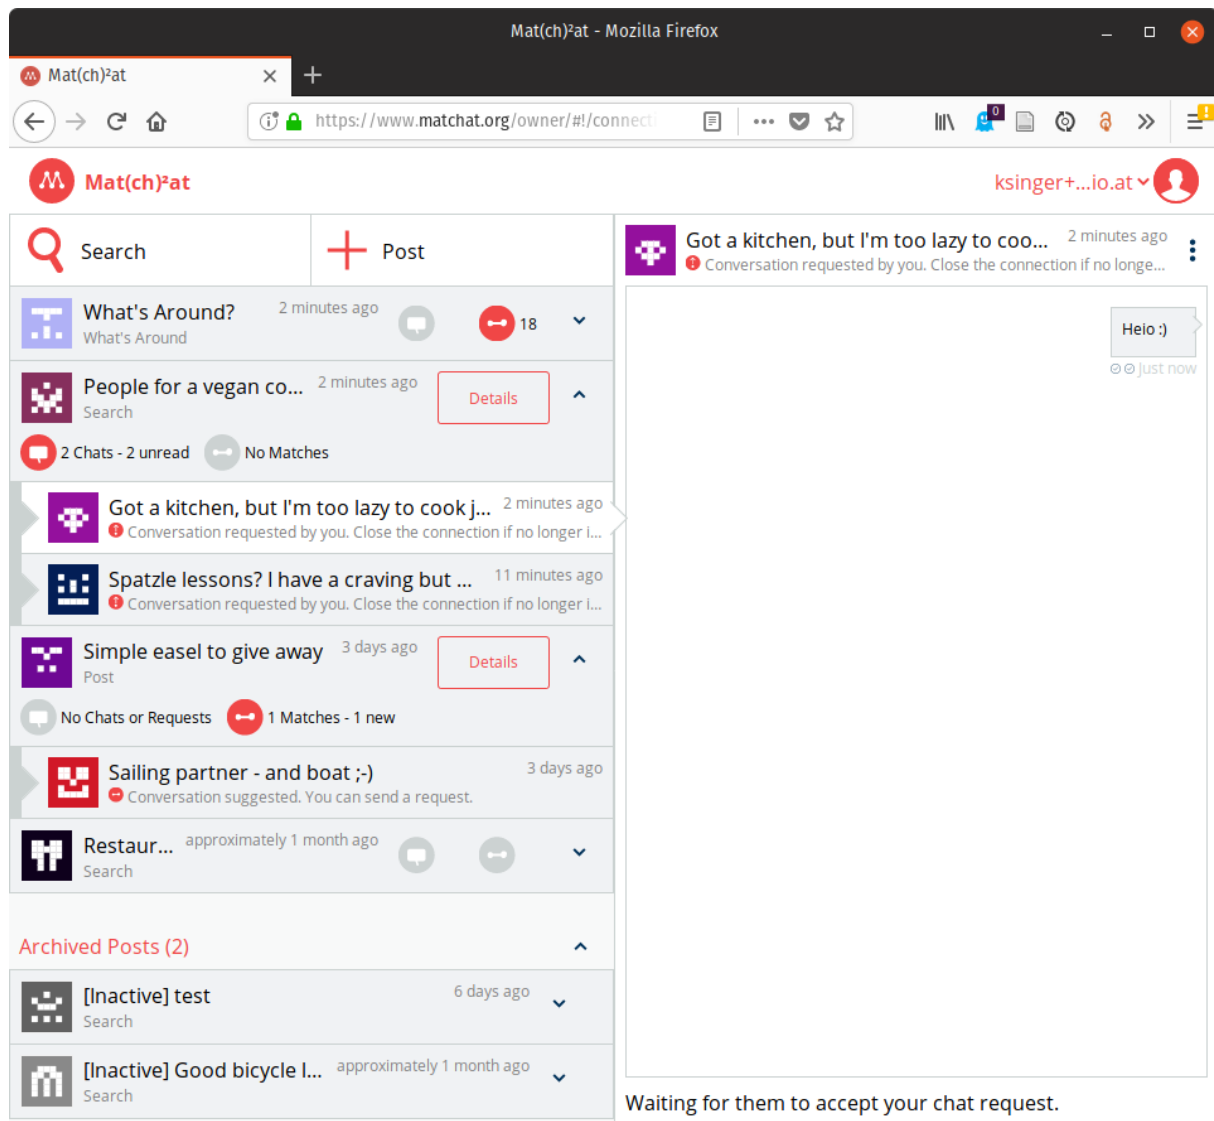 Mat(ch)²at - Mozilla Firefox
Mat(ch)²at
https://www.matchat.org/owner/#!/connect
0
!
Mat(ch)²at
ksinger+...io.at
Search
Post
What's Around?
2 minutes ago
What's Around
18
People for a vegan co...
2 minutes ago
Search
Details
2 Chats - 2 unread
No Matches
Got a kitchen, but I'm too lazy to cook j...
2 minutes ago
Conversation requested by you. Close the connection if no longer i...
Spatzle lessons? I have a craving but ...
11 minutes ago
Conversation requested by you. Close the connection if no longer i...
Simple easel to give away
3 days ago
Post
Details
No Chats or Requests
1 Matches - 1 new
Sailing partner - and boat ;-)
3 days ago
Conversation suggested. You can send a request.
Restaur...
approximately 1 month ago
Search
Archived Posts (2)
[Inactive] test
6 days ago
Search
[Inactive] Good bicycle l...
approximately 1 month ago
Search
Got a kitchen, but I'm too lazy to coo...
2 minutes ago
Conversation requested by you. Close the connection if no longe...
Heio :)
Just now
Waiting for them to accept your chat request.